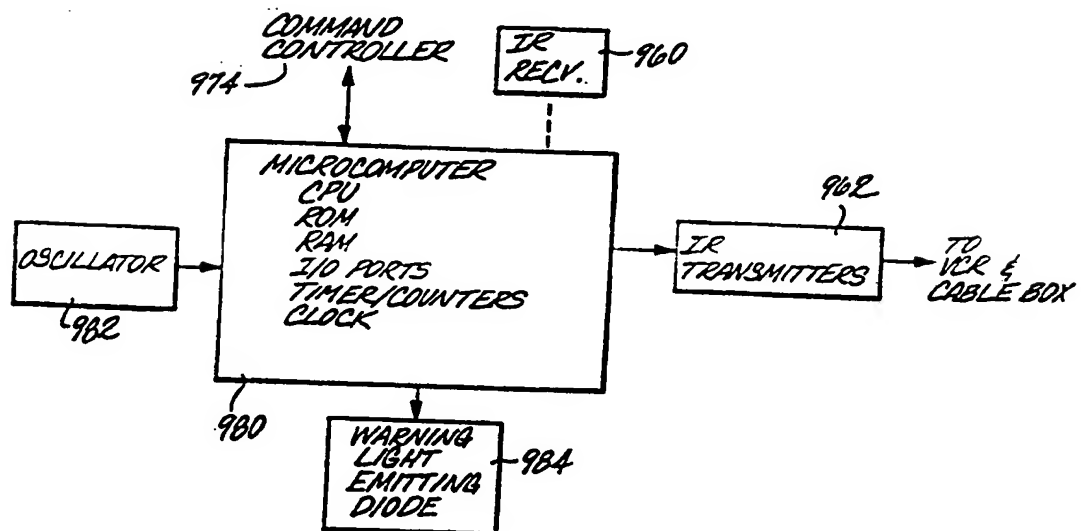 COMMAND
CONTROLLER
974
IR
RECV.
960
MICROCOMPUTER
CPU
ROM
RAM
I/O PORTS
TIMER/COUNTERS
CLOCK
980
OSCILLATOR
982
962
IR
TRANSMITTERS
TO
VCR &
CABLE BOX
WARNING
LIGHT
EMITTING
DIODE
984